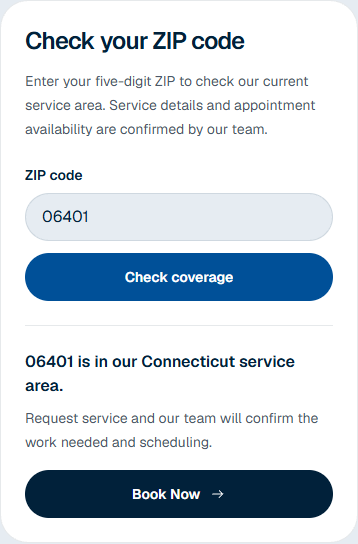 Check your ZIP code
Enter your five-digit ZIP to check our current
service area. Service details and appointment
availability are confirmed by our team.
ZIP code
06401
Check coverage
06401 is in our Connecticut service
area.
Request service and our team will confirm the
work needed and scheduling.
Book Now →